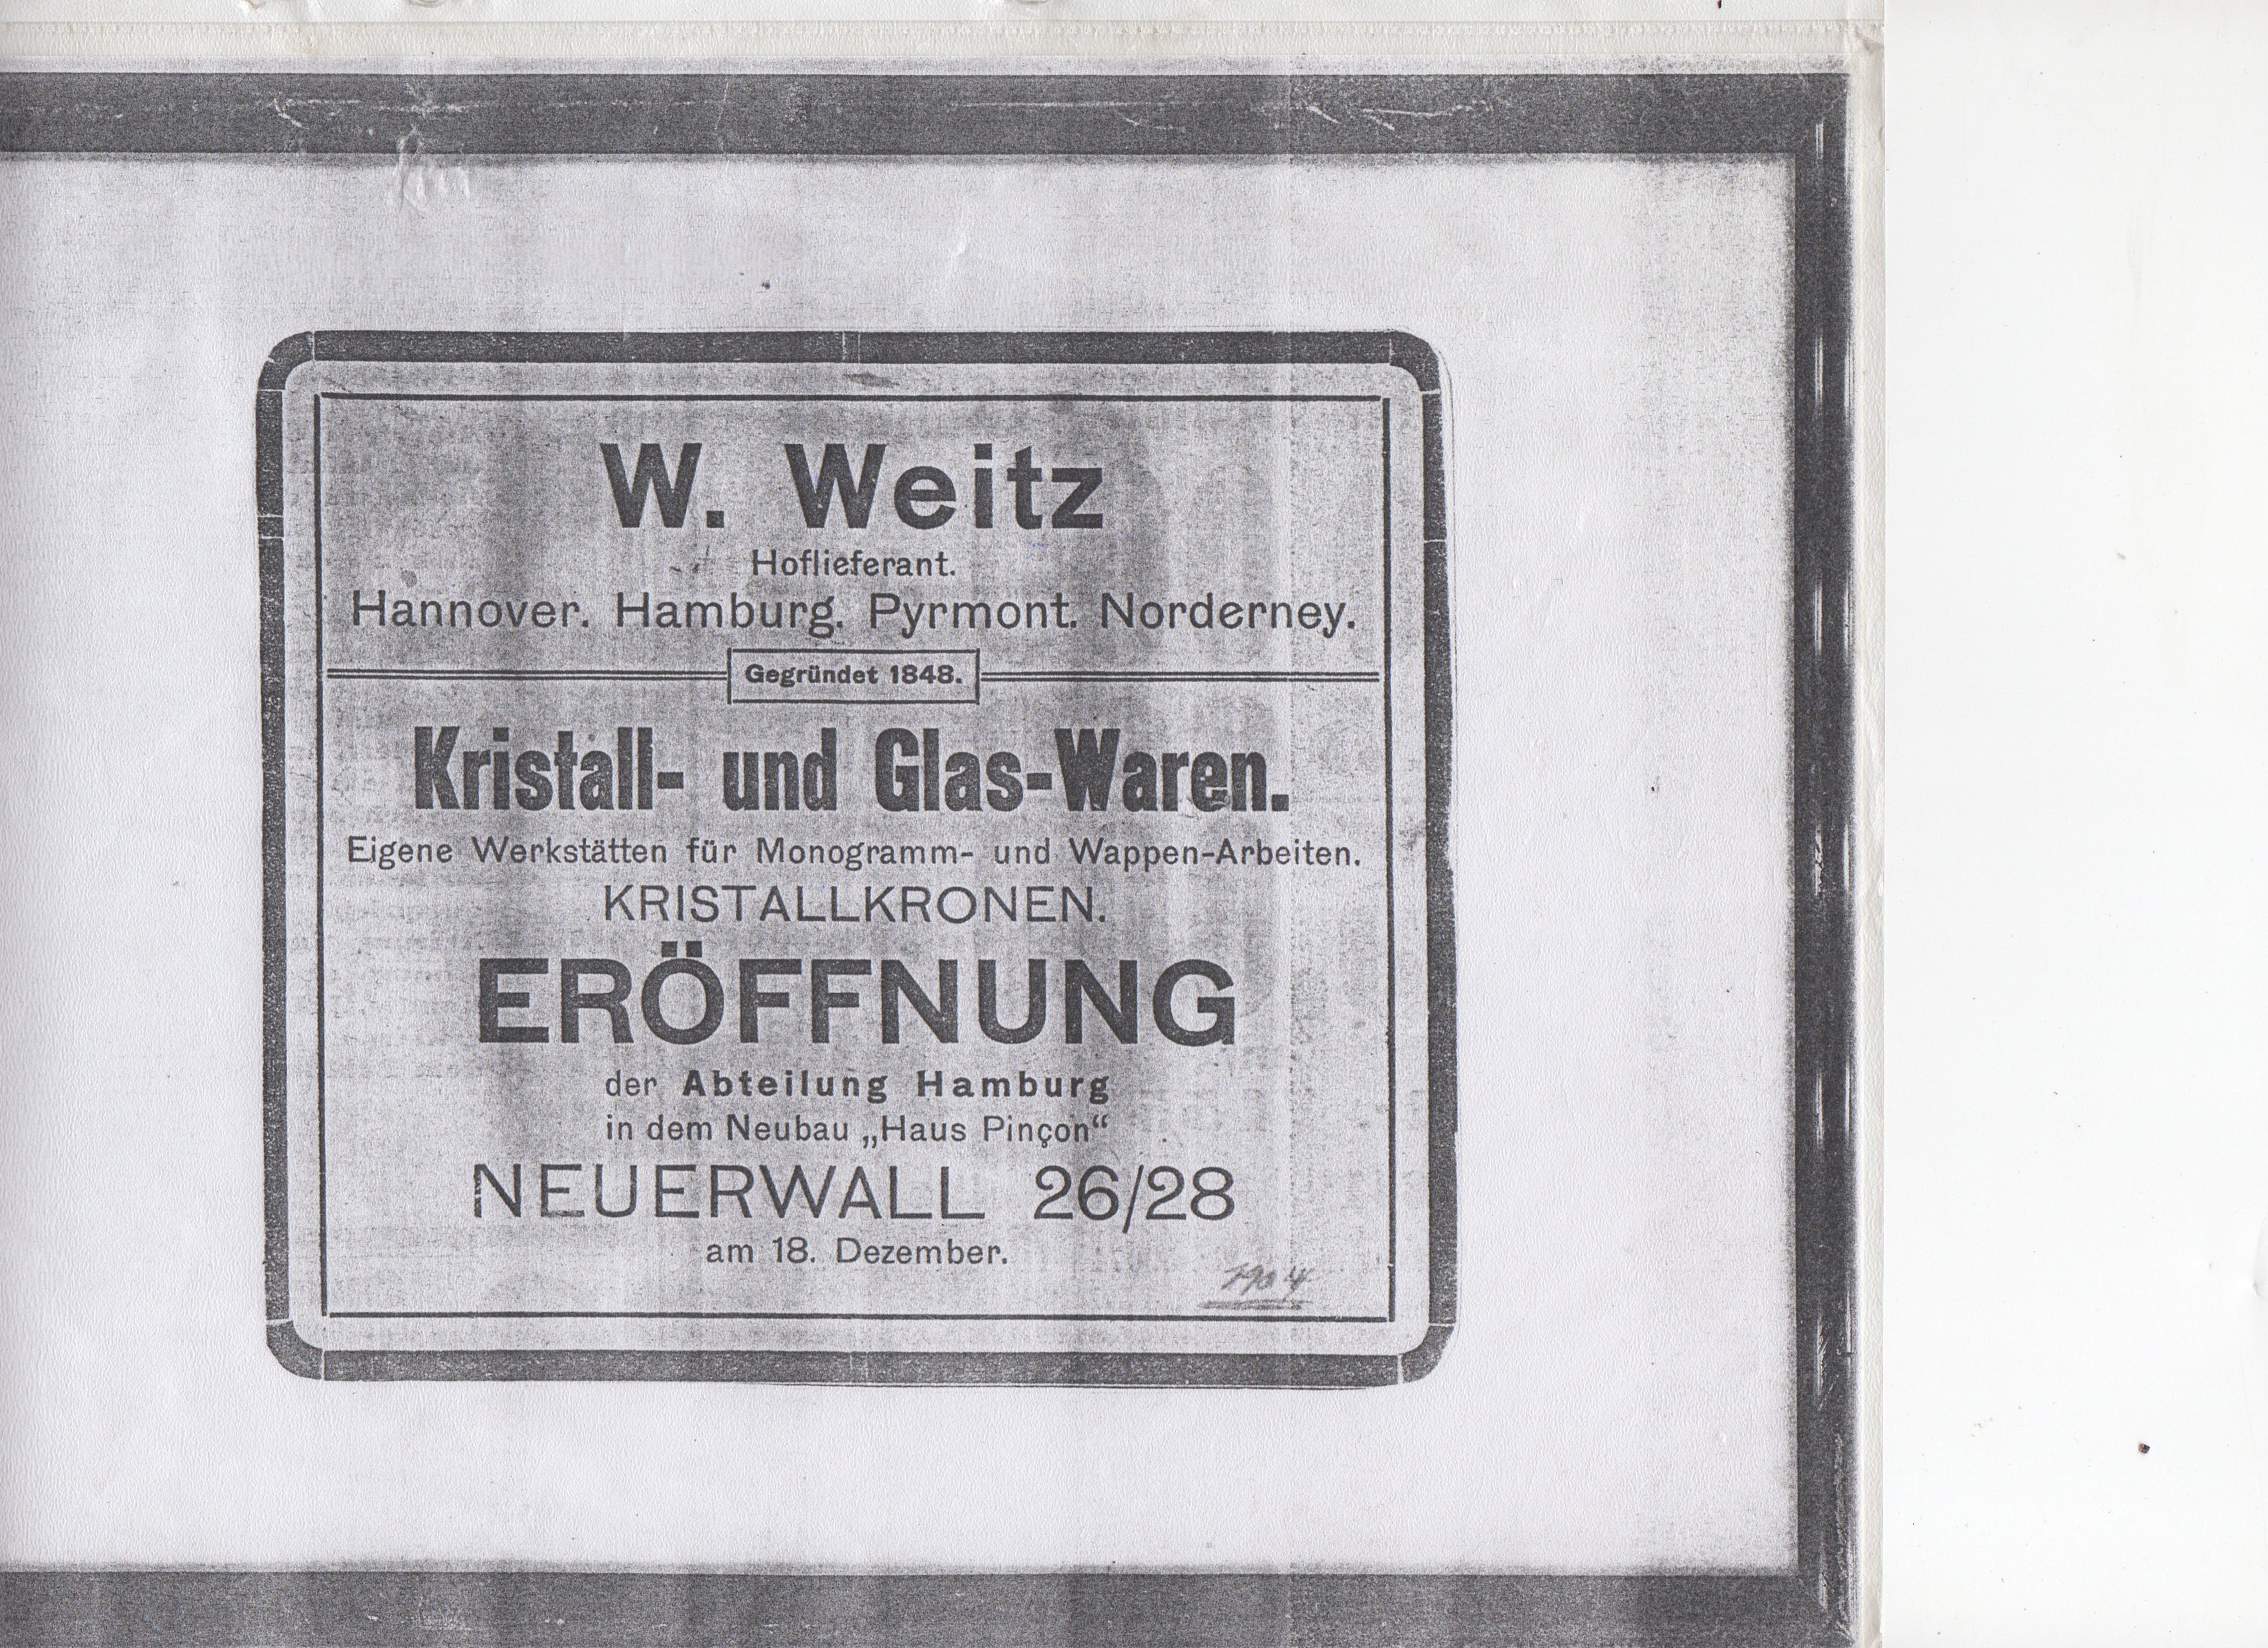 W. Weitz
Hoflieferant.
Hannover. Hamburg. Pyrmont. Norderney.
Gegründet 1848.
Kristall- und Glas-Waren.
Eigene Werkstätten für Monogramm- und Wappen-Arbeiten.
KRISTALLKRONEN.
ERÖFFNUNG
der Abteilung Hamburg
in dem Neubau „Haus Pinçon“
NEUERWALL 26/28
am 18. Dezember.
1904